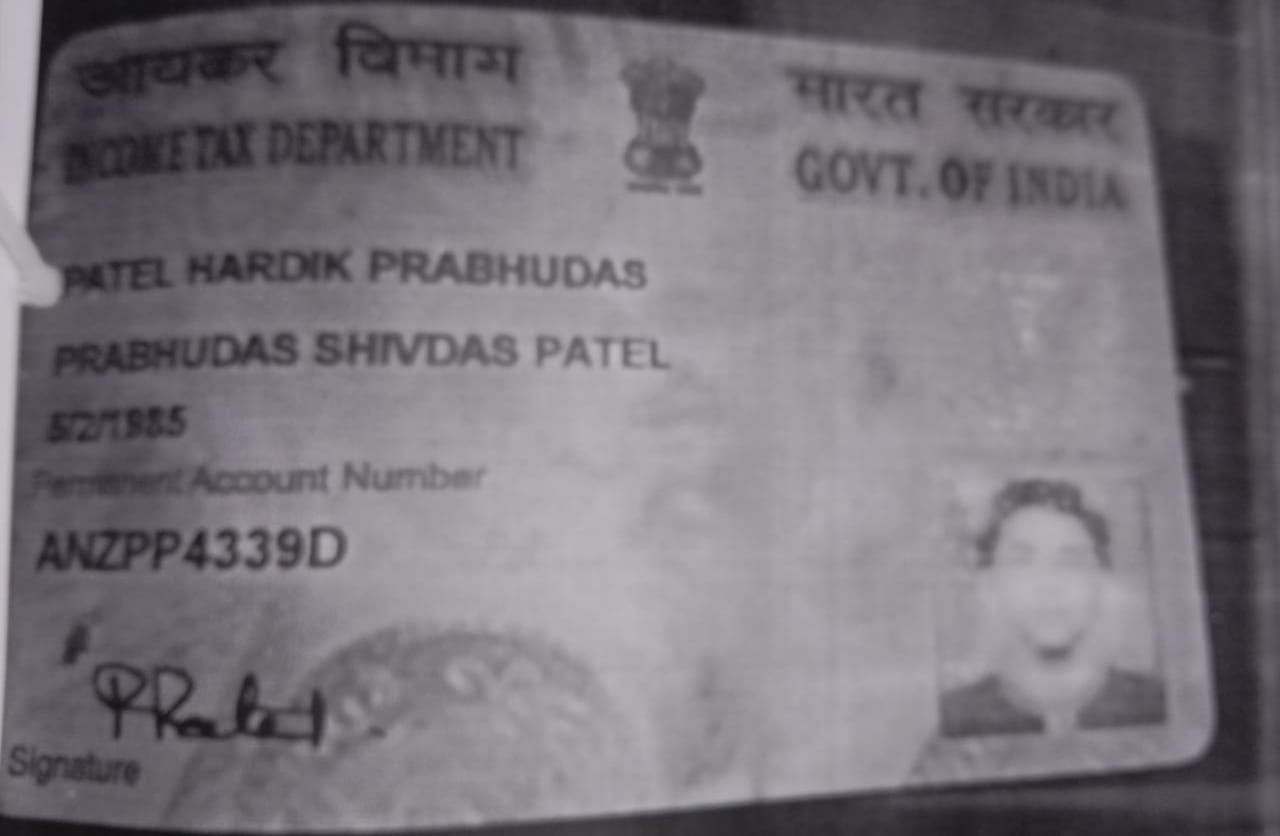 आयकर विभाग
INCOME TAX DEPARTMENT
भारत सरकार
GOVT. OF INDIA
PATEL HARDIK PRABHUDAS
PRABHUDAS SHIVDAS PATEL
5/2/1985
Permanent Account Number
ANZPP4339D
Signature